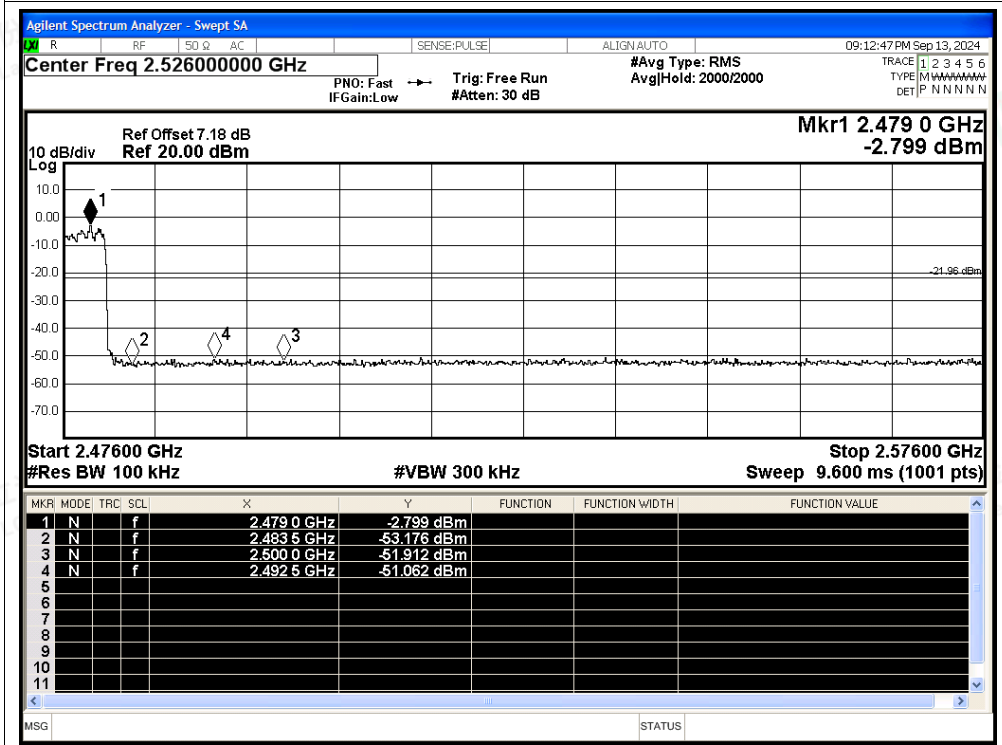 Agilent Spectrum Analyzer - Swept SA
LXI R RF 50 Ω AC SENSE:PULSE ALIGN AUTO 09:12:47 PM Sep 13, 2024
Center Freq 2.526000000 GHz
PNO: Fast Trig: Free Run
IFGain:Low #Atten: 30 dB
#Avg Type: RMS
Avg|Hold: 2000/2000
TRACE 1 2 3 4 5 6
TYPE M
DET P N N N N N
Mkr1 2.479 0 GHz
-2.799 dBm
Ref Offset 7.18 dB
10 dB/div Ref 20.00 dBm
Log
10.0
1
0.00
-10.0
-20.0
-21.96 dBm
-30.0
-40.0
2 4 3
-50.0
-60.0
-70.0
Start 2.47600 GHz Stop 2.57600 GHz
#Res BW 100 kHz #VBW 300 kHz Sweep 9.600 ms (1001 pts)
MKR MODE TRC SCL X Y FUNCTION FUNCTION WIDTH FUNCTION VALUE
1 N f 2.479 0 GHz -2.799 dBm
2 N f 2.483 5 GHz -53.176 dBm
3 N f 2.500 0 GHz -51.912 dBm
4 N f 2.492 5 GHz -51.062 dBm
5
6
7
8
9
10
11
MSG STATUS